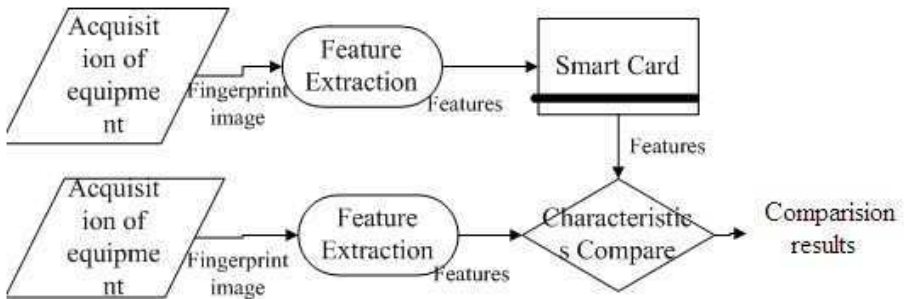 Acquisit
ion of
equipme
nt
Fingerprint
image
Feature
Extraction
Features
Smart Card
Features
Acquisit
ion of
equipme
nt
Fingerprint
image
Feature
Extraction
Features
Characteristic
s Compare
Comparision
results